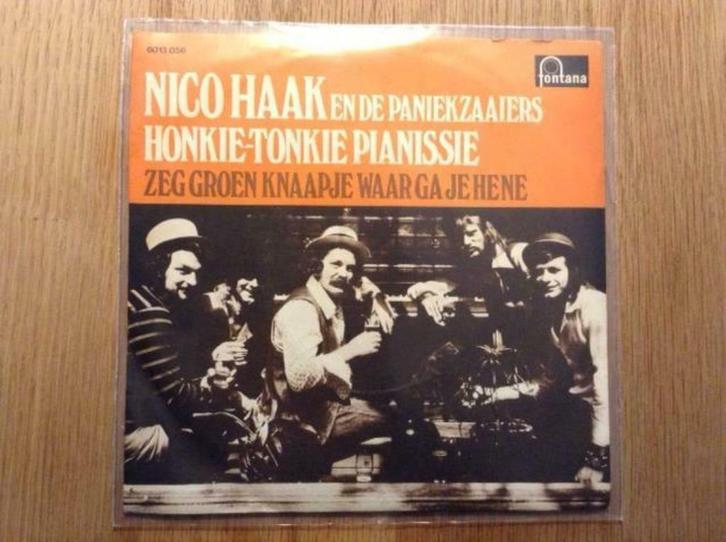 6013 056
fontana
NICO HAAK EN DE PANIEKZAAIERS
HONKIE-TONKIE PIANISSIE
ZEG GROEN KNAAPJE WAAR GA JE HENE